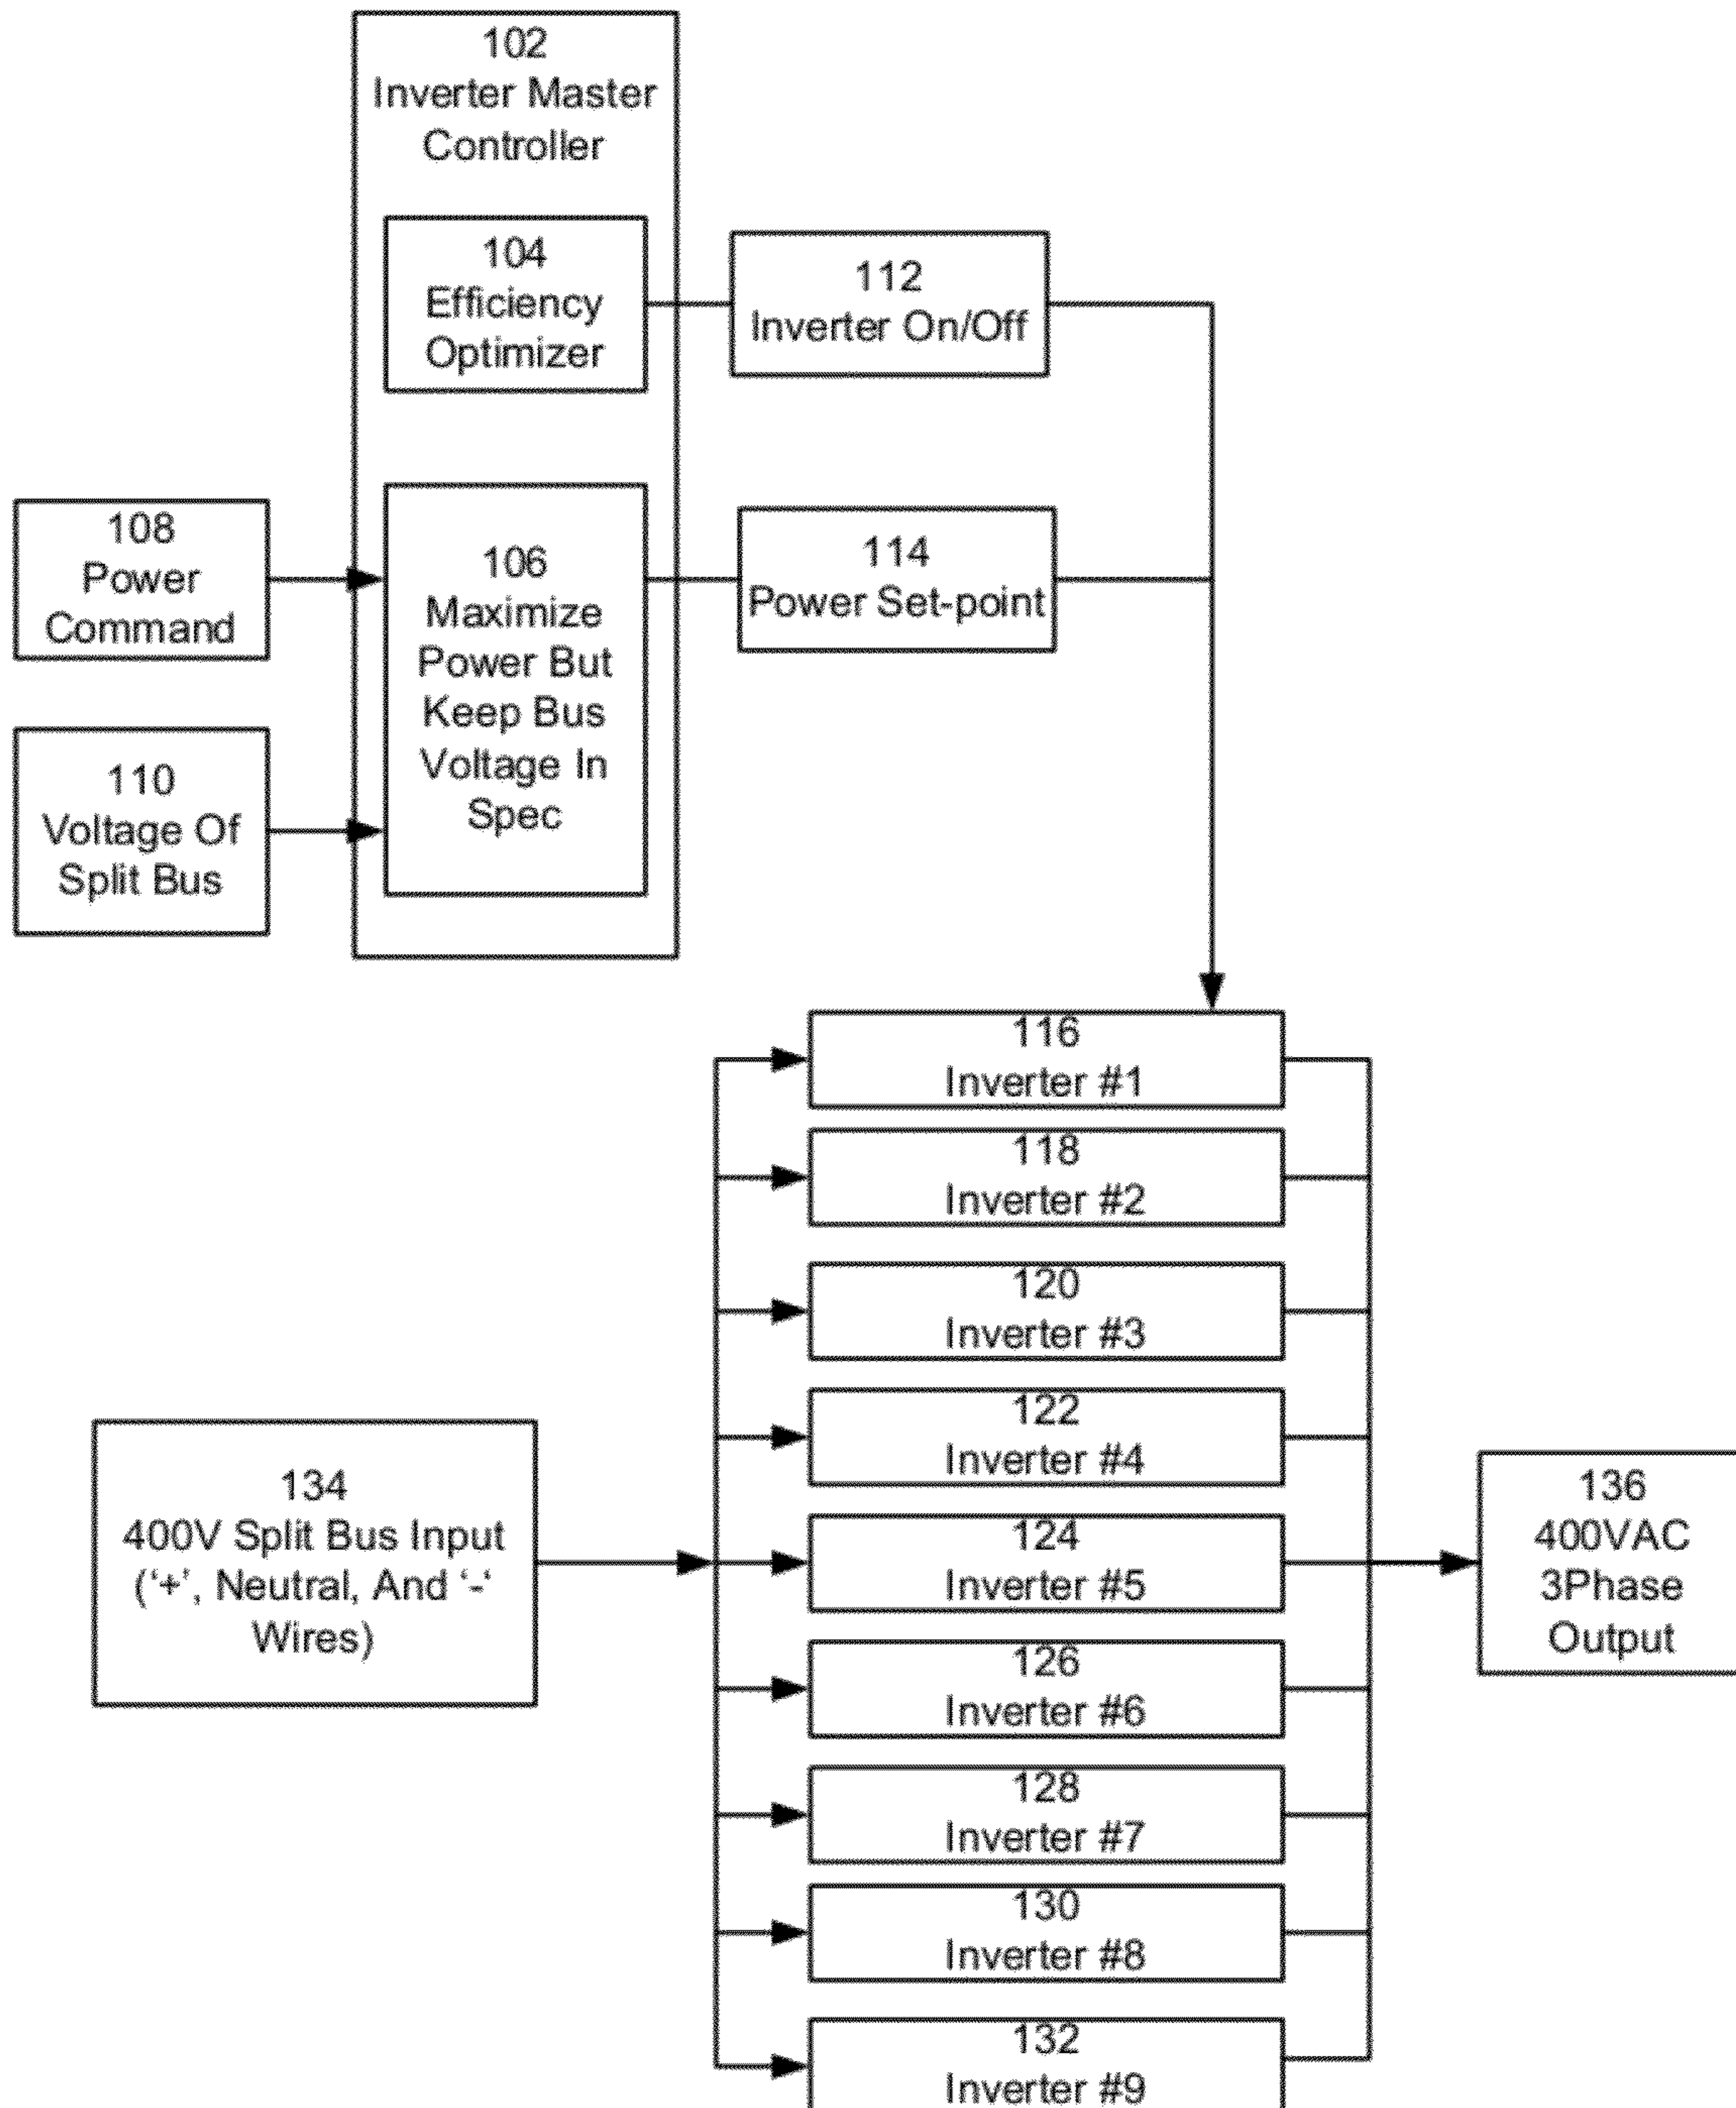 102
Inverter Master
Controller
104
Efficiency
Optimizer
112
Inverter On/Off
108
Power
Command
106
Maximize
Power But
Keep Bus
Voltage In
Spec
114
Power Set-point
110
Voltage Of
Split Bus
116
Inverter #1
118
Inverter #2
120
Inverter #3
122
Inverter #4
134
400V Split Bus Input
(‘+’, Neutral, And ‘-‘
Wires)
124
Inverter #5
136
400VAC
3Phase
Output
126
Inverter #6
128
Inverter #7
130
Inverter #8
132
Inverter #9